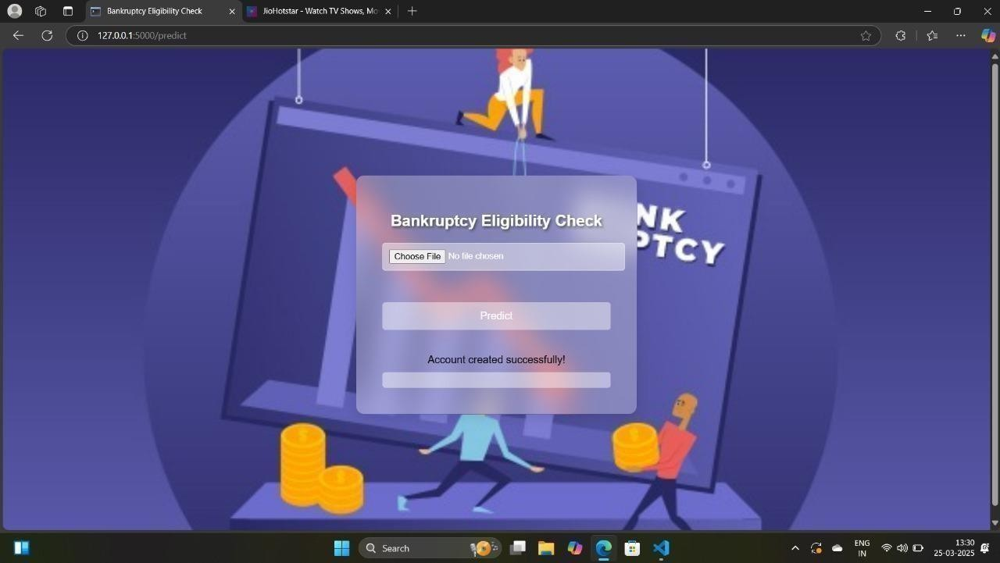 Bankruptcy Eligibility Check
JioHotstar - Watch TV Shows, Mo
127.0.0.1:5000/predict
NK
PTCY
Bankruptcy Eligibility Check
Choose File No file chosen
Predict
Account created successfully!
$
$
$
Search
ENG
IN
13:30
25-03-2025